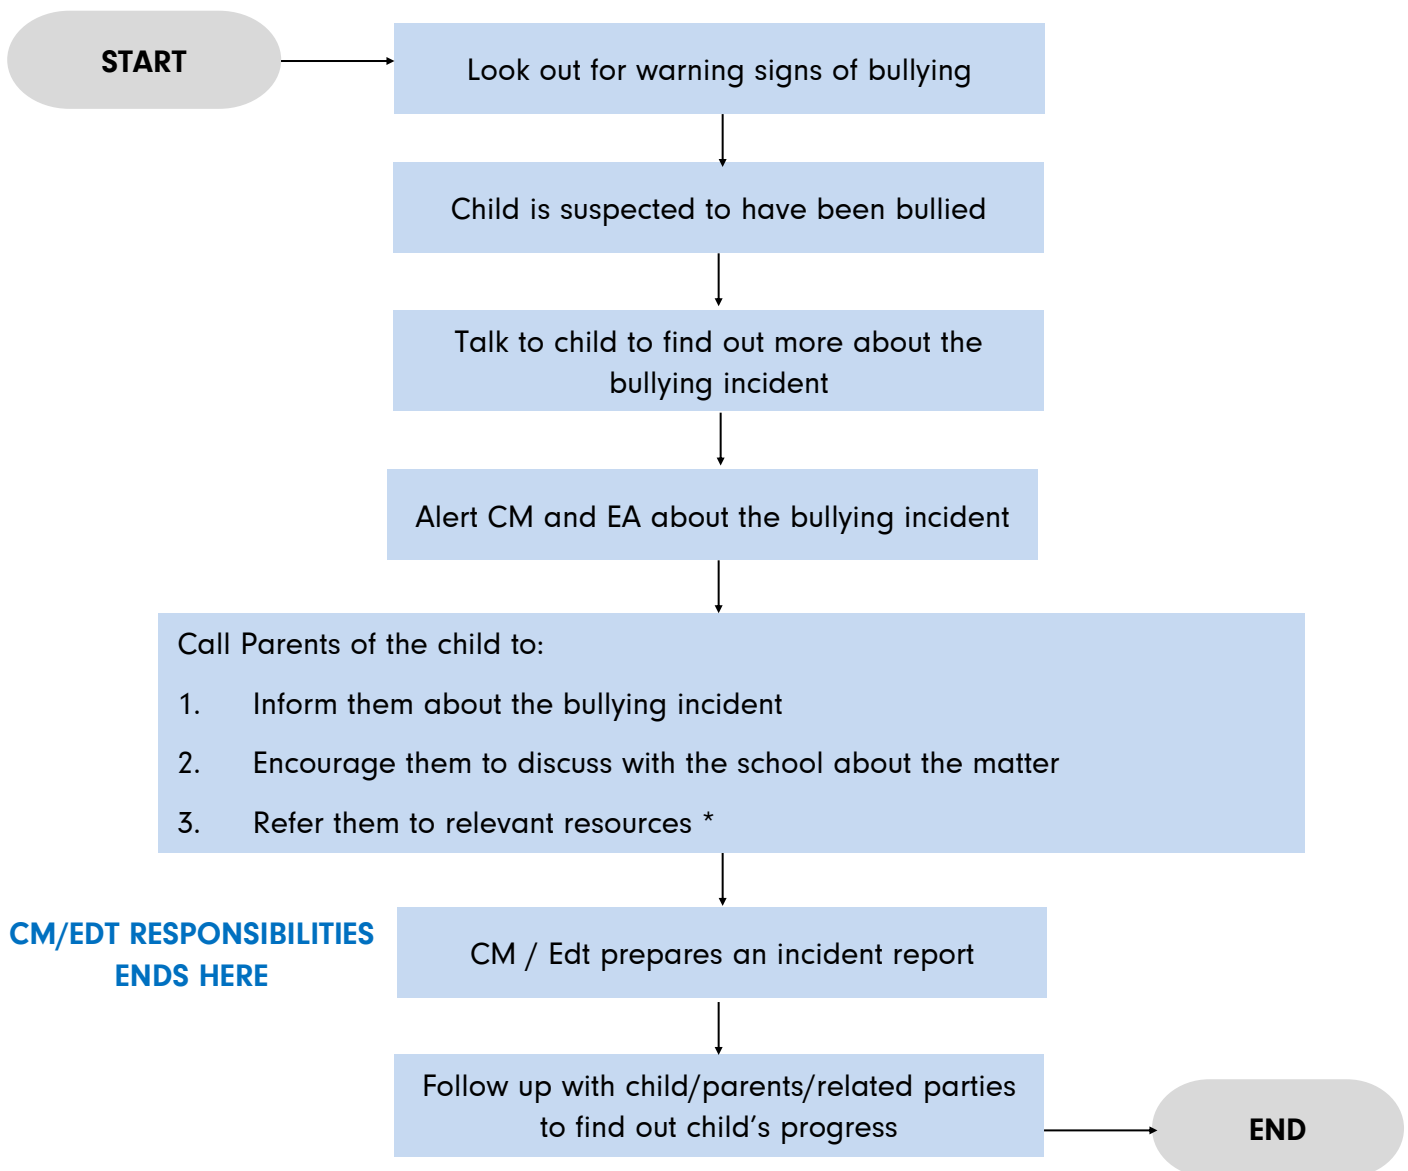 START
Look out for warning signs of bullying
Child is suspected to have been bullied
Talk to child to find out more about the
bullying incident
Alert CM and EA about the bullying incident
Call Parents of the child to:
1. Inform them about the bullying incident
2. Encourage them to discuss with the school about the matter
3. Refer them to relevant resources *
CM/EDT RESPONSIBILITIES
ENDS HERE
CM / Edt prepares an incident report
Follow up with child/parents/related parties
to find out child’s progress
END